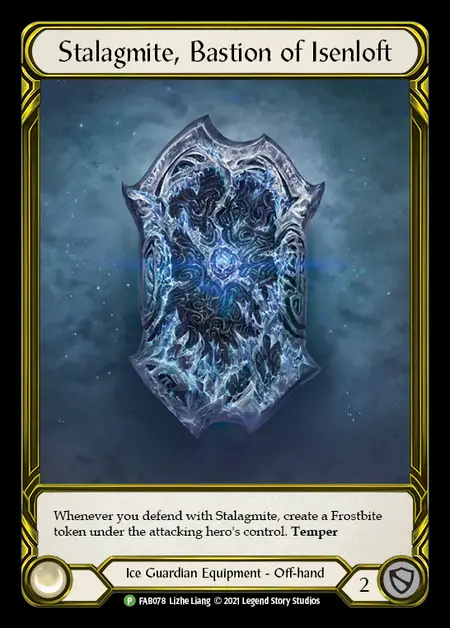 Stalagmite, Bastion of Isenloft
Whenever you defend with Stalagmite, create a Frostbite
token under the attacking hero's control. Temper
Ice Guardian Equipment - Off-hand
2
P FAB078 Lizhe Liang © 2021 Legend Story Studios